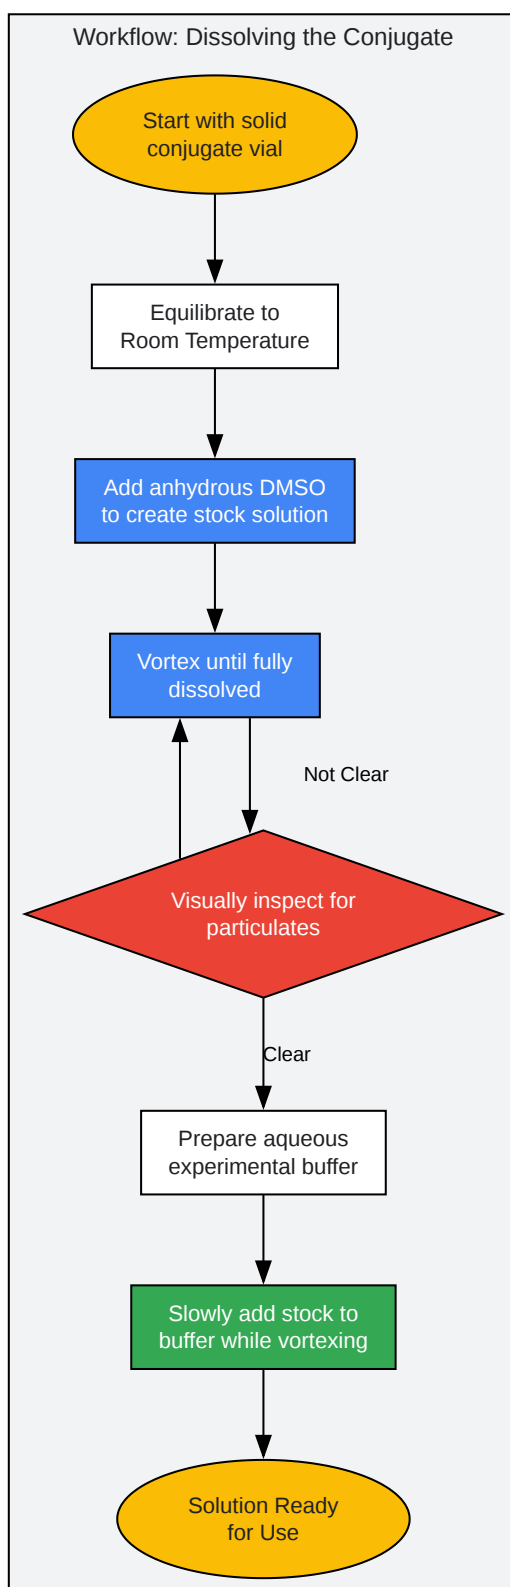 Workflow: Dissolving the Conjugate
Start with solid
conjugate vial
Equilibrate to
Room Temperature
Add anhydrous DMSO
to create stock solution
Vortex until fully
dissolved
Not Clear
Visually inspect for
particulates
Clear
Prepare aqueous
experimental buffer
Slowly add stock to
buffer while vortexing
Solution Ready
for Use